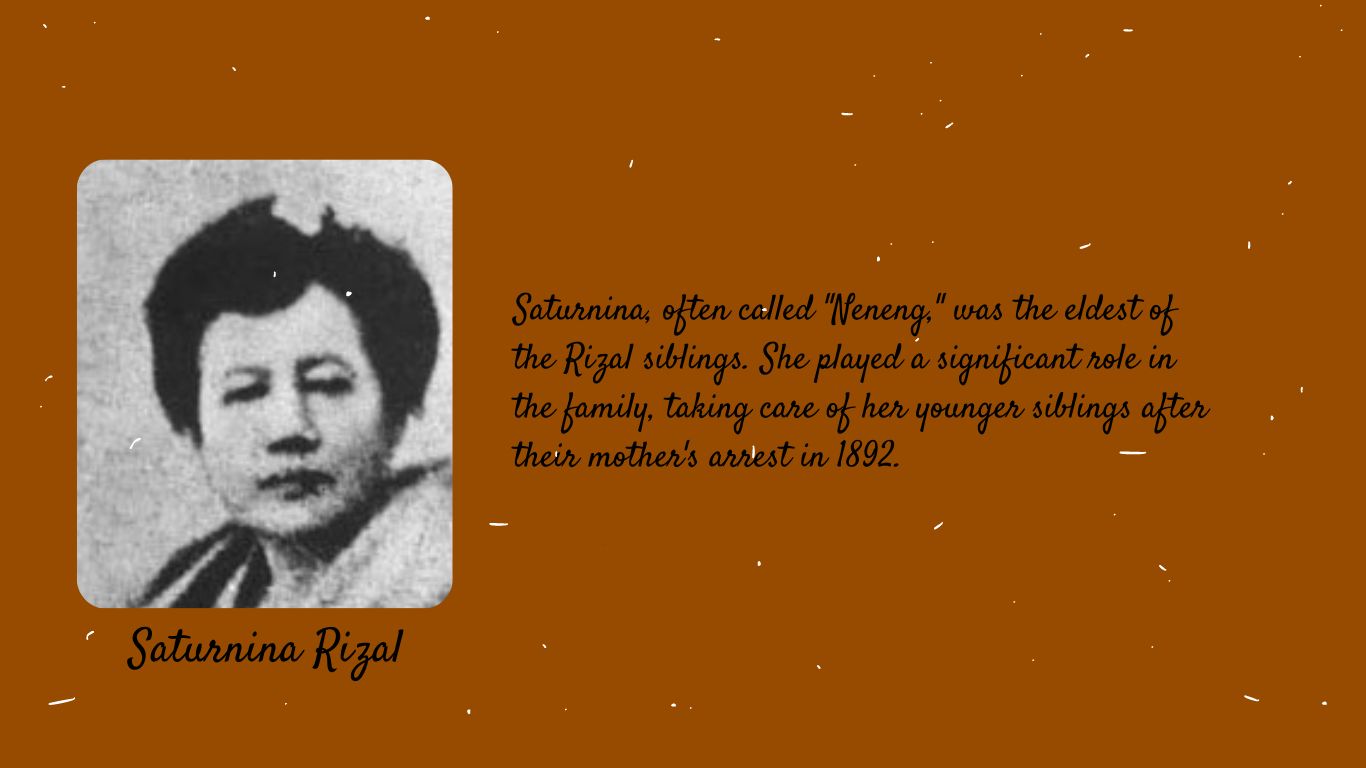 Saturnina, often called "Neneng," was the eldest of
the Rizal siblings. She played a significant role in
the family, taking care of her younger siblings after
their mother's arrest in 1892.
Saturnina Rizal